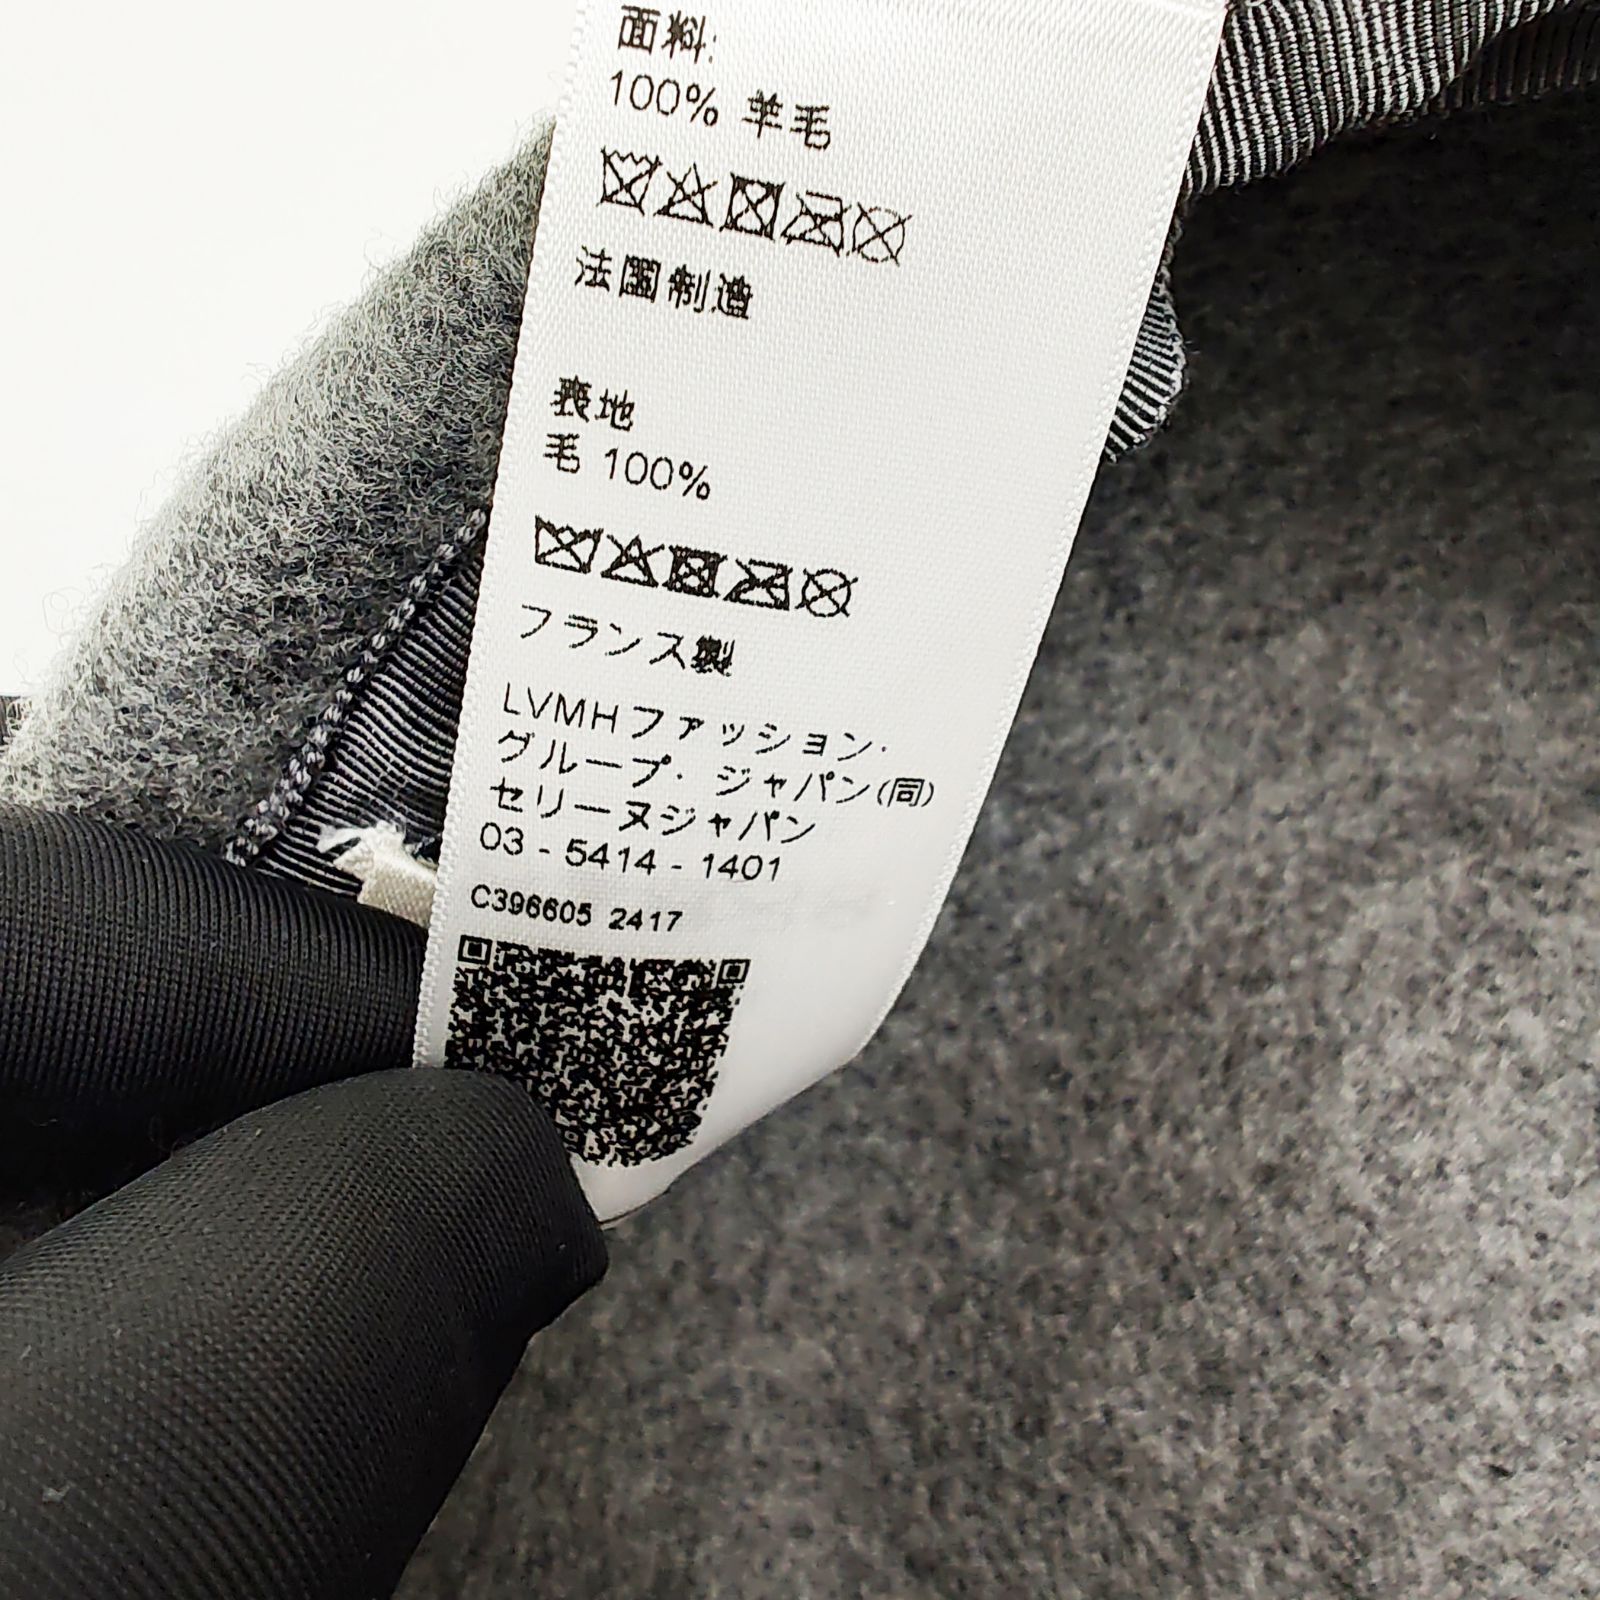 面料:
100% 羊毛
法國制造
表地
毛 100%
フランス製
LVMHファッション·
グループ· ジャパン(同)
セリーヌジャパン
03 - 5414 - 1401
C396605 2417